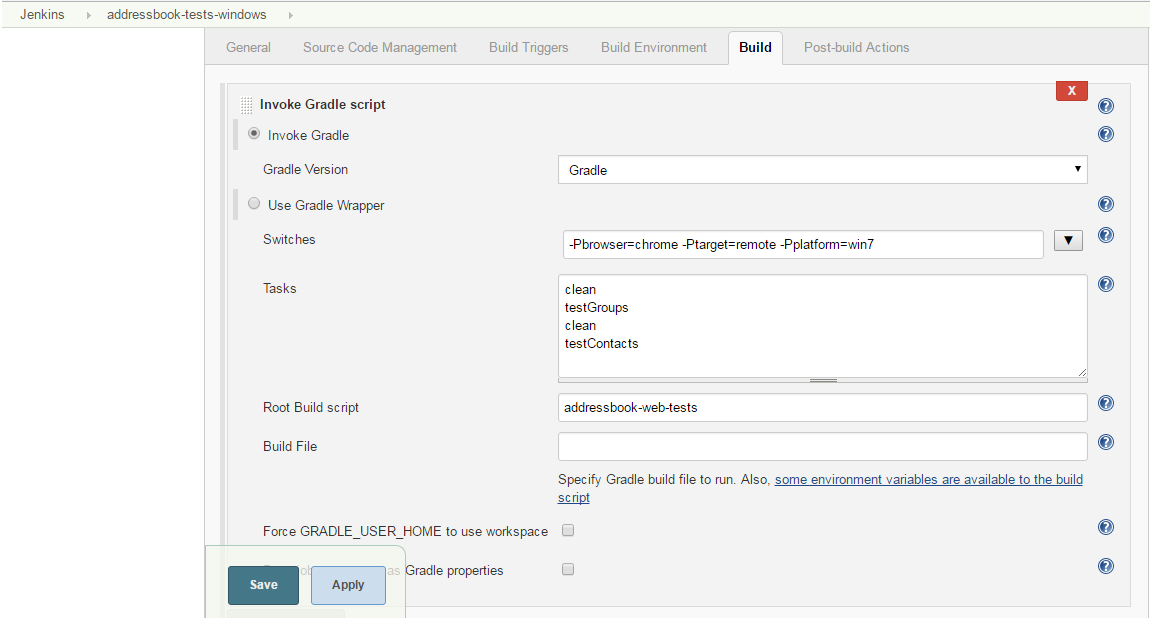 Jenkins addressbook-tests-windows
General Source Code Management Build Triggers Build Environment Build Post-build Actions
Invoke Gradle script
X
Invoke Gradle
Gradle Version Gradle
Use Gradle Wrapper
Switches -Pbrowser=chrome -Ptarget=remote -Pplatform=win7
Tasks
clean
testGroups
clean
testContacts
Root Build script addressbook-web-tests
Build File
Specify Gradle build file to run. Also, some environment variables are available to the build
script
Force GRADLE_USER_HOME to use workspace
as Gradle properties
Save Apply